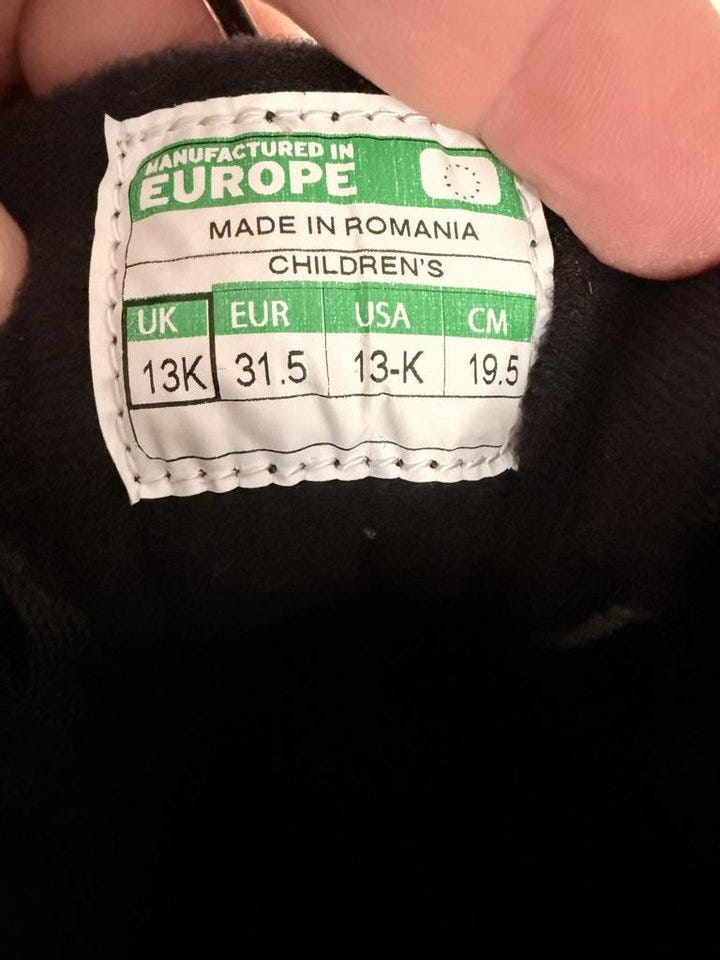 MANUFACTURED IN
EUROPE
MADE IN ROMANIA
CHILDREN'S
UK EUR USA CM
13K 31.5 13-K 19.5